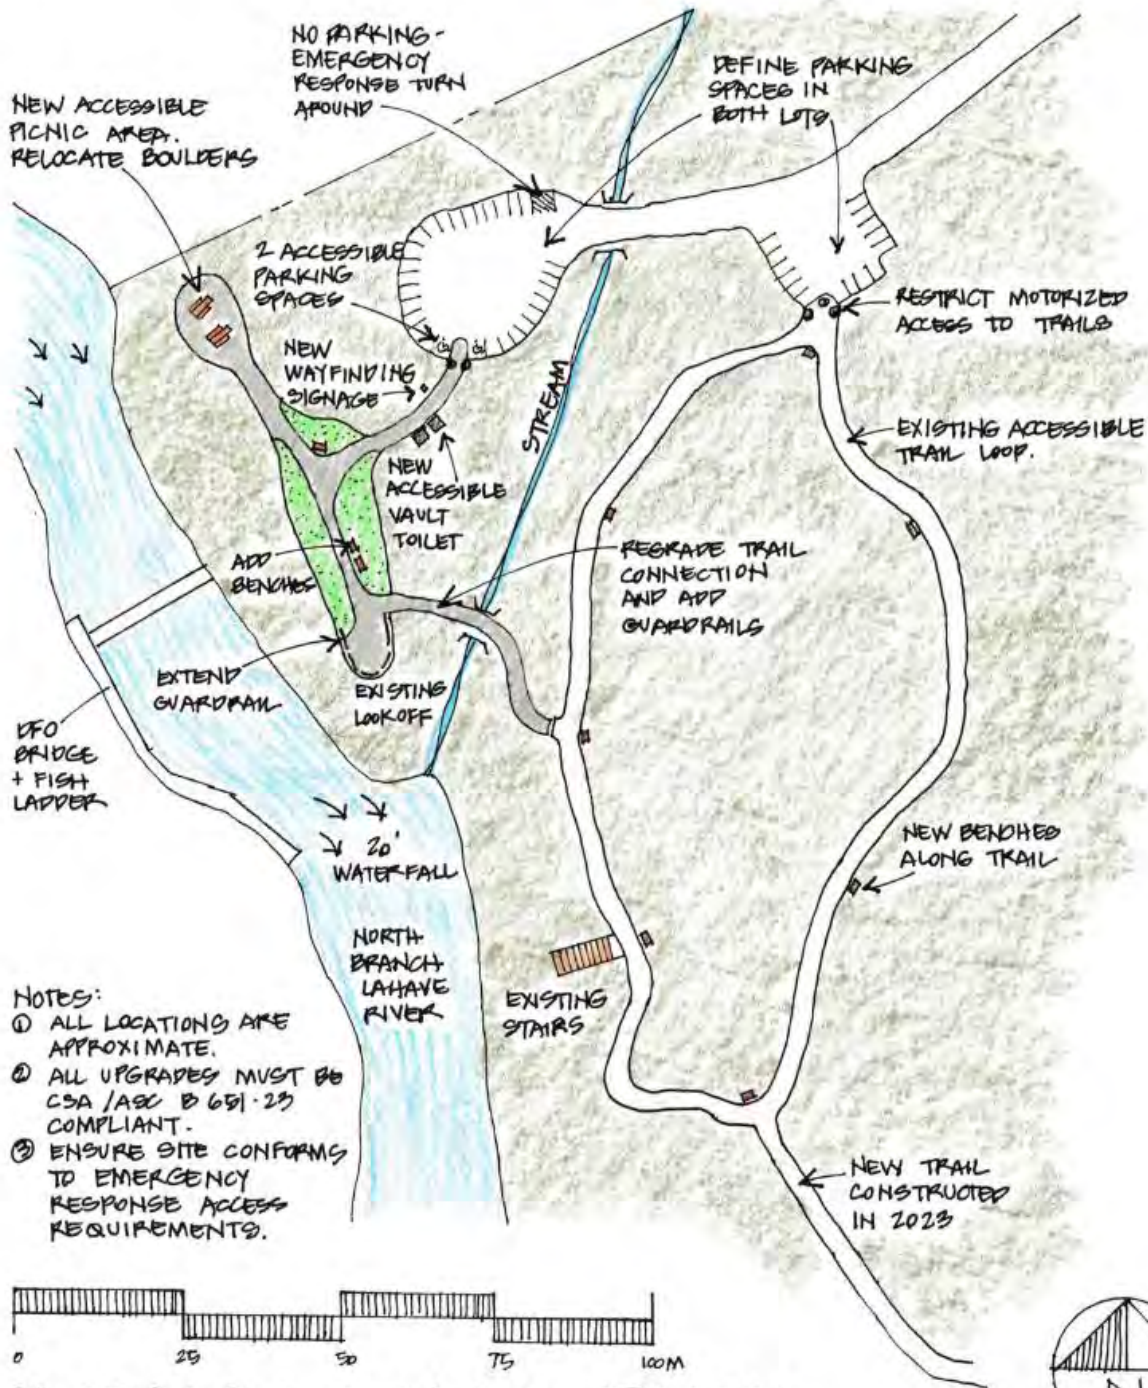 NO PARKING -
EMERGENCY
RESPONSE TURN
AROUND
DEFINE PARKING
SPACES IN
BOTH LOTS
NEW ACCESSIBLE
PICNIC AREA.
RELOCATE BOULDERS
2 ACCESSIBLE
PARKING
SPACES
RESTRICT MOTORIZED
ACCESS TO TRAILS
NEW
WAYFINDING
SIGNAGE
STREAM
EXISTING ACCESSIBLE
TRAIL LOOP.
NEW
ACCESSIBLE
VAULT
TOILET
ADD
BENCHES
REGRADE TRAIL
CONNECTION
AND ADD
GUARDRAILS
EXTEND
GUARDRAIL
EXISTING
LOOKOFF
DFO
BRIDGE
+ FISH
LADDER
20'
WATERFALL
NEW BENCHES
ALONG TRAIL
NORTH
BRANCH
LAHAVE
RIVER
EXISTING
STAIRS
NOTES:
① ALL LOCATIONS ARE
APPROXIMATE.
② ALL UPGRADES MUST BE
CSA / ASC B 651-23
COMPLIANT.
③ ENSURE SITE CONFORMS
TO EMERGENCY
RESPONSE ACCESS
REQUIREMENTS.
NEW TRAIL
CONSTRUCTED
IN 2023
0 25 50 75 100M